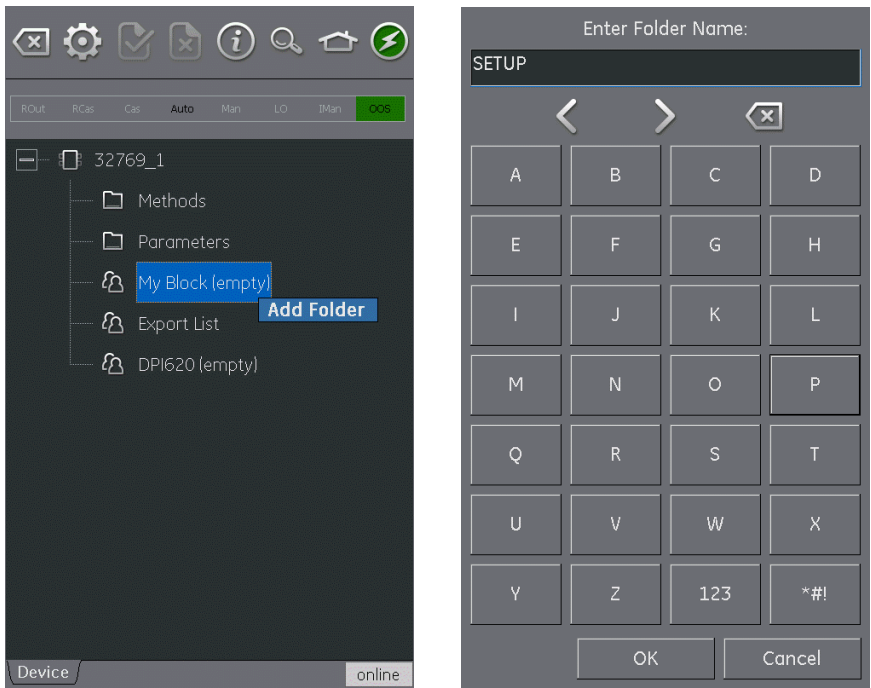 ROut RCas Cas Auto Man LO IMan OOS
32769_1
Methods
Parameters
My Block (empty)
Add Folder
Export List
DPI620 (empty)
Device
online
Enter Folder Name:
SETUP
A B C D
E F G H
I J K L
M N O P
Q R S T
U V W X
Y Z 123 *#!
OK Cancel